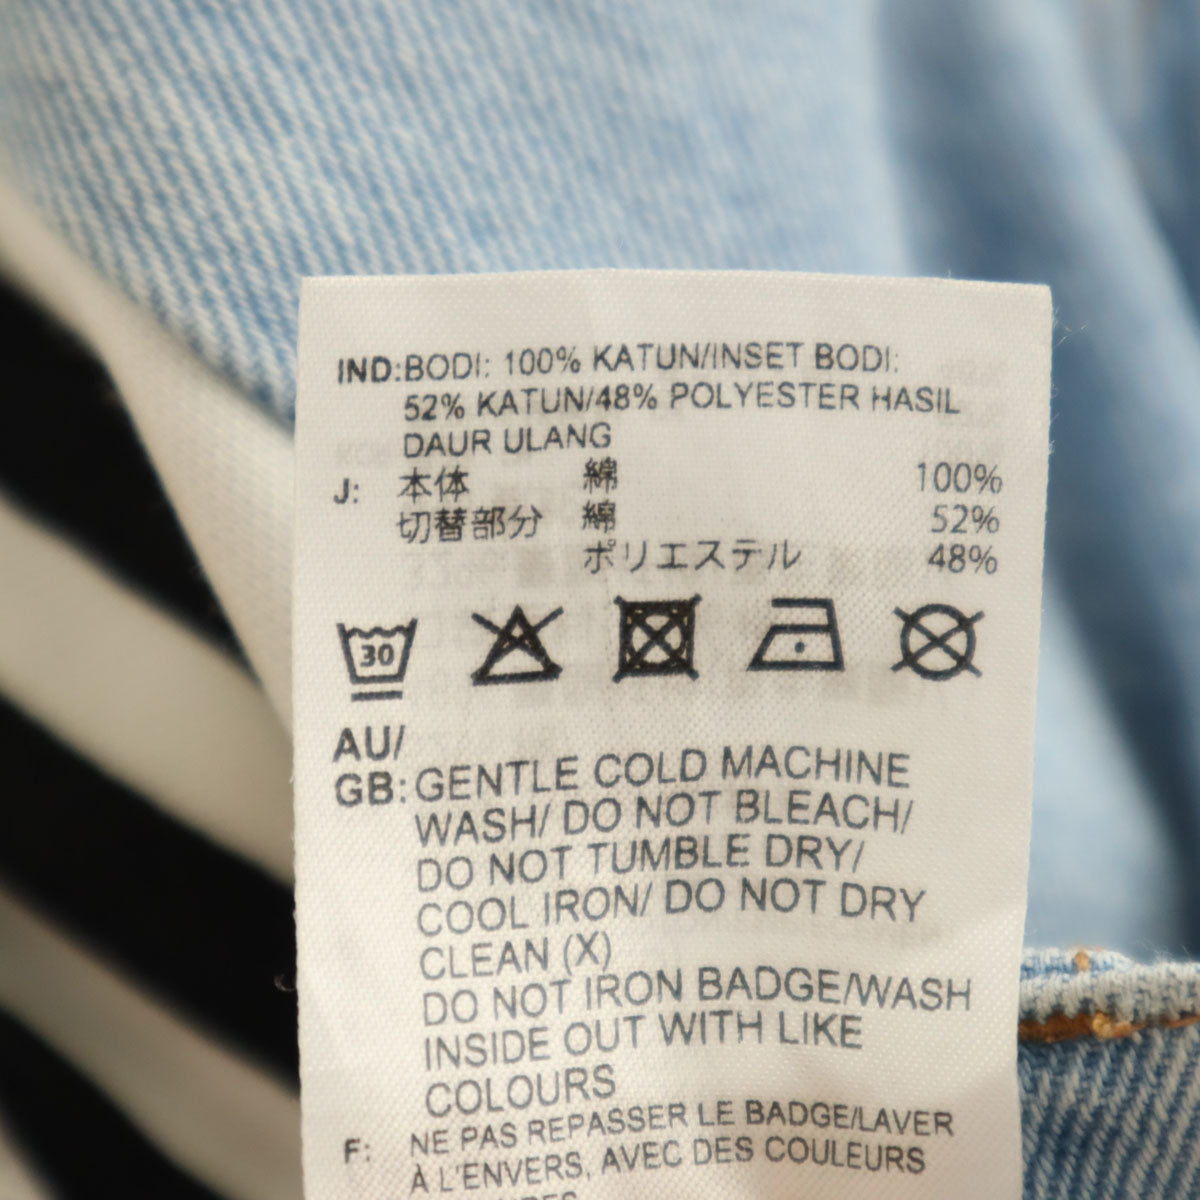 IND:BODI: 100% KATUN/INSET BODI:
52% KATUN/48% POLYESTER HASIL
DAUR ULANG
J: 本体 綿 100%
切替部分 綿 52%
ポリエステル 48%
30
AU/
GB: GENTLE COLD MACHINE
WASH/ DO NOT BLEACH/
DO NOT TUMBLE DRY/
COOL IRON/ DO NOT DRY
CLEAN (X)
DO NOT IRON BADGE/WASH
INSIDE OUT WITH LIKE
COLOURS
F: NE PAS REPASSER LE BADGE/LAVER
À L'ENVERS, AVEC DES COULEURS